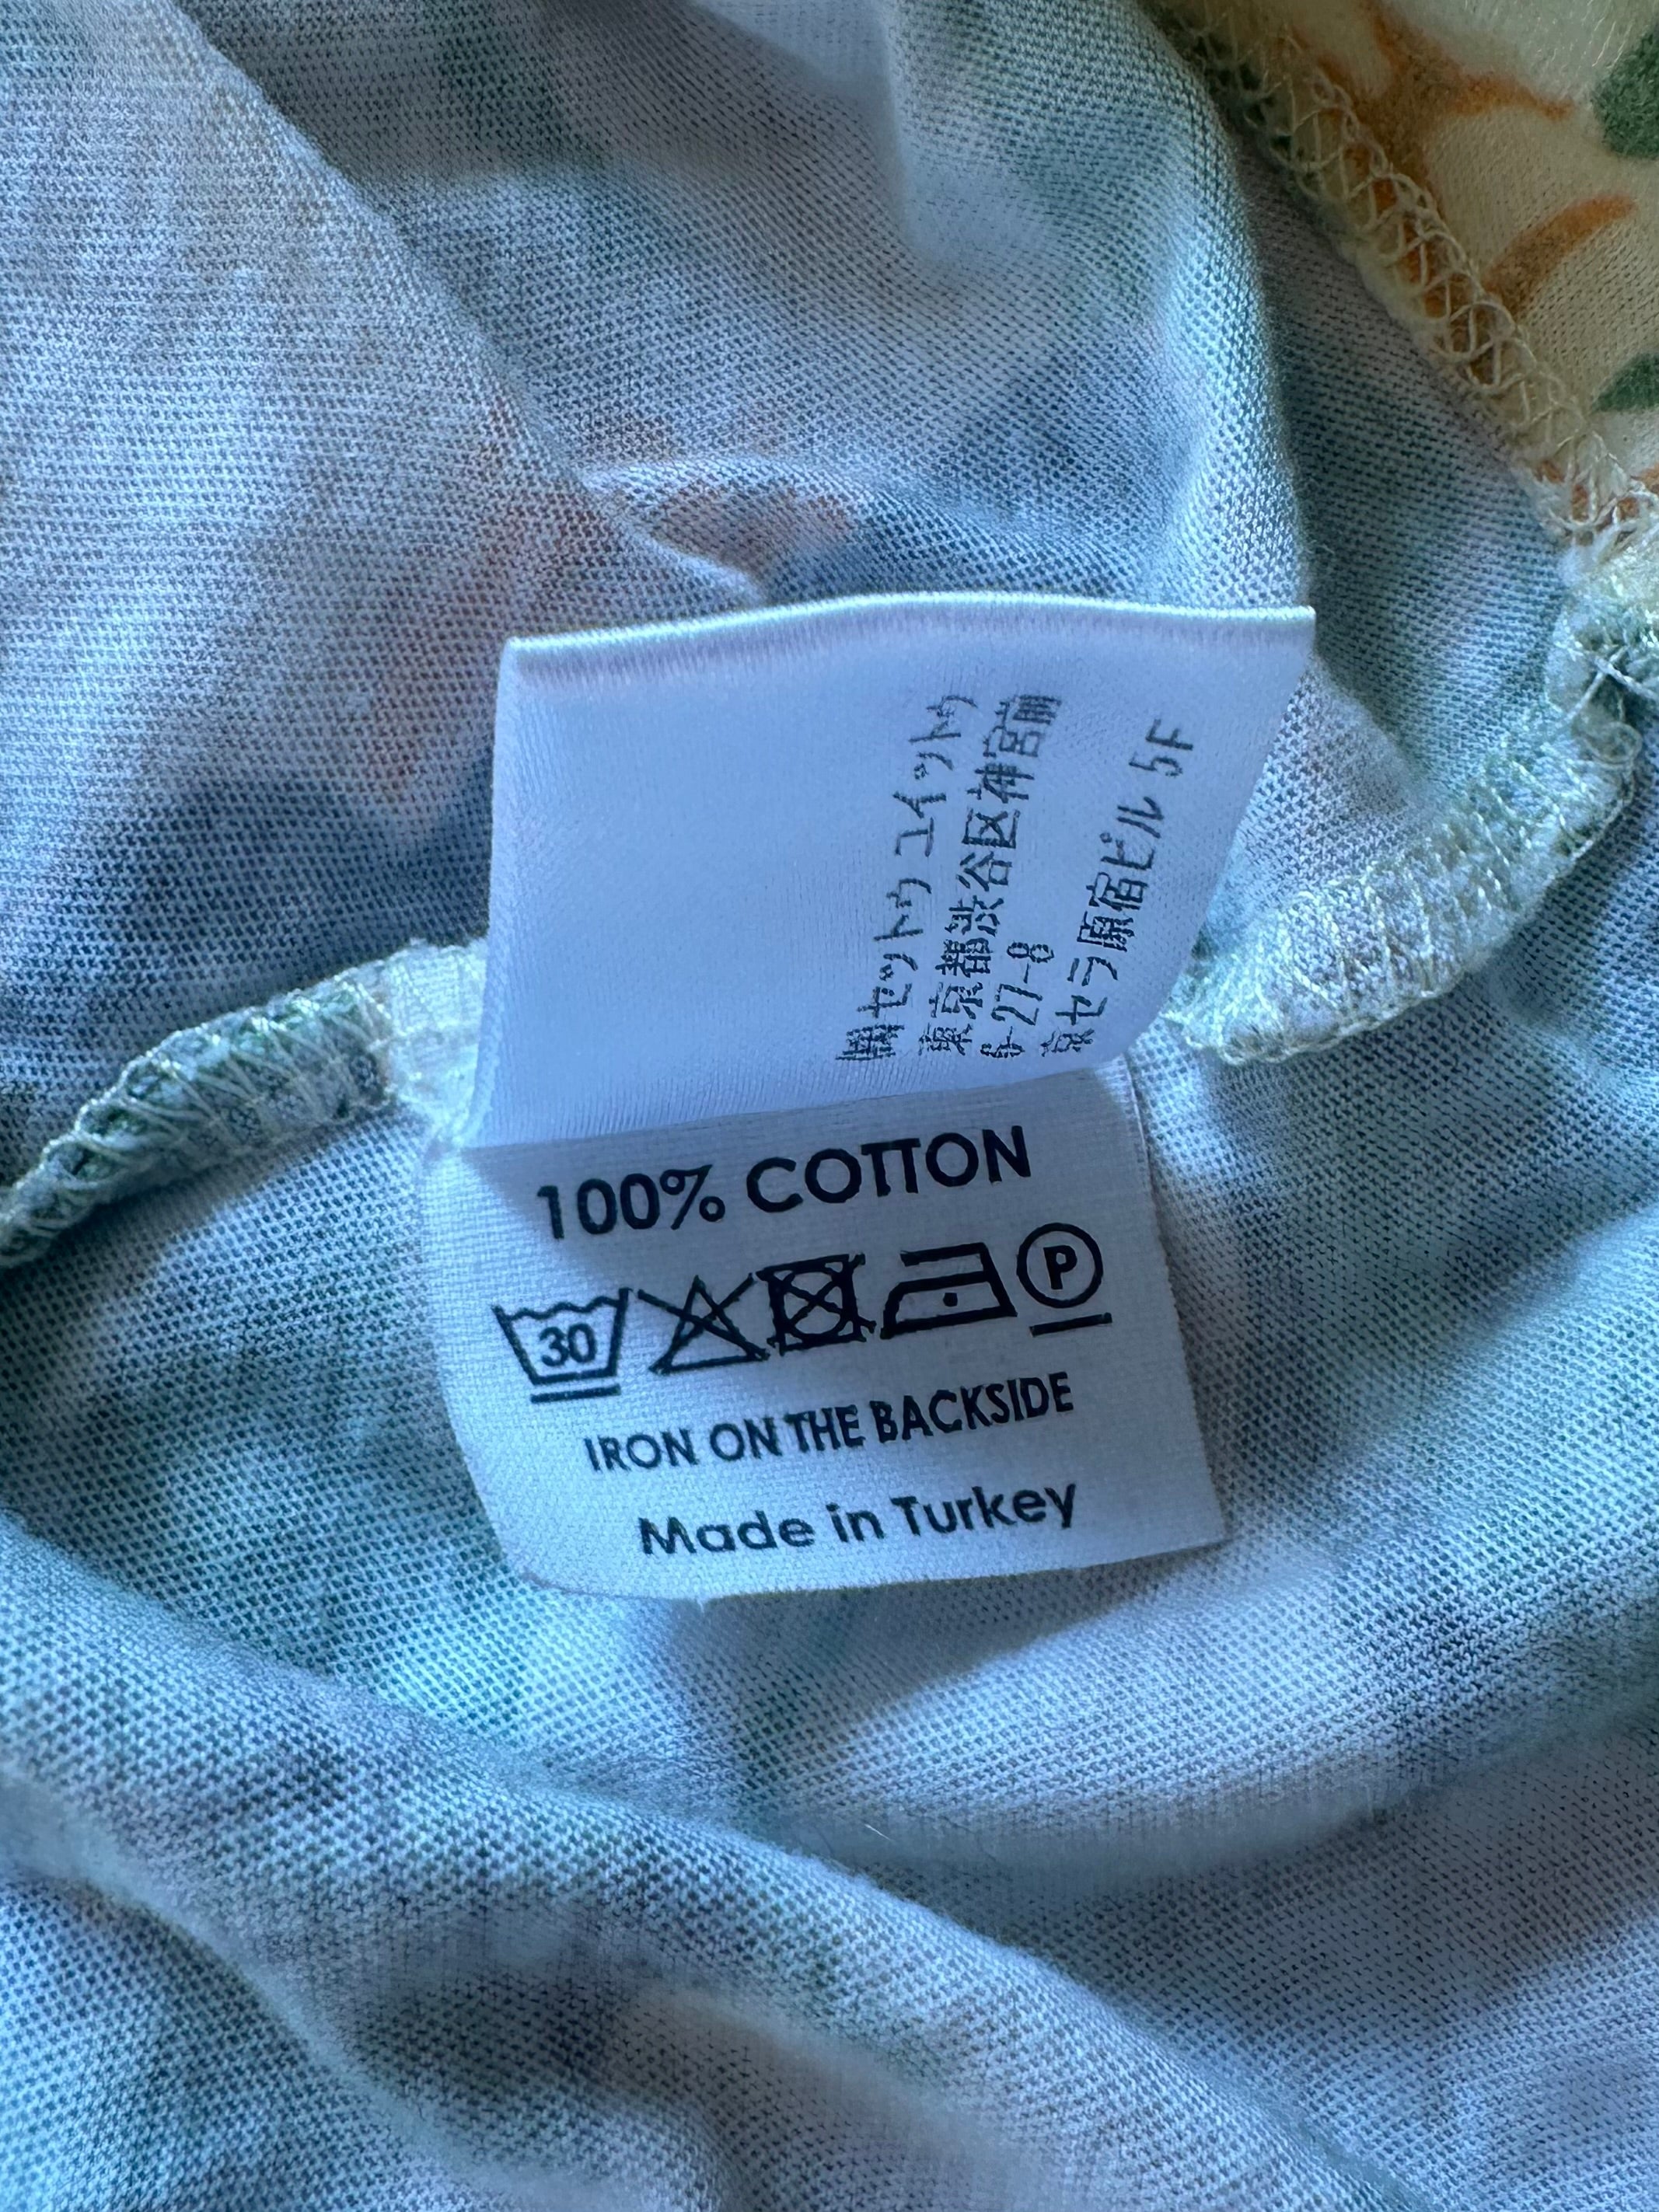 ㈱セットウ ユイットウ
東京都渋谷区神宮前
6-27-8
京セラ原宿ビル 5F
100% COTTON
30
P
IRON ON THE BACKSIDE
Made in Turkey